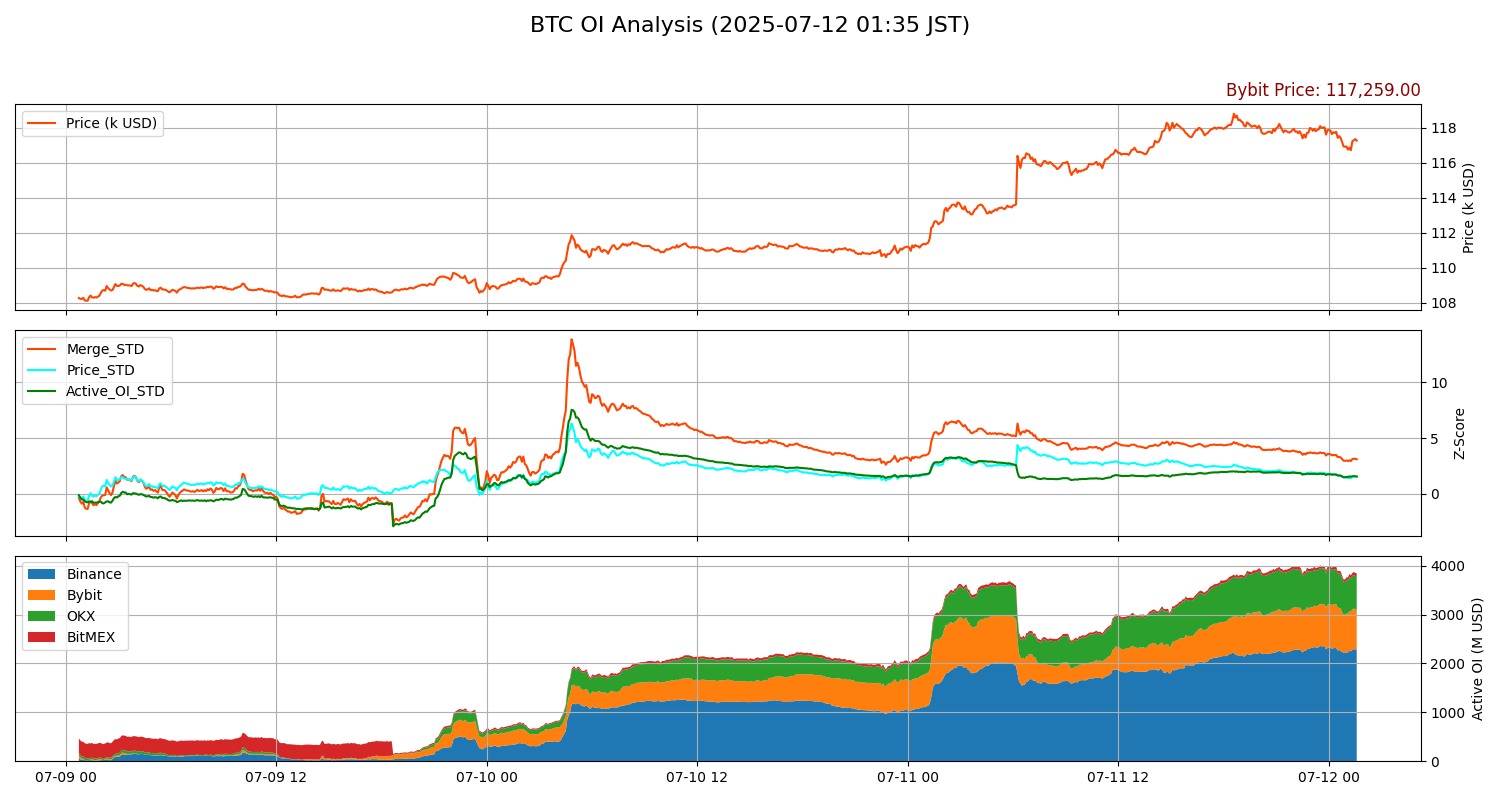 BTC OI Analysis (2025-07-12 01:35 JST)
Bybit Price: 117,259.00
Price (k USD)
118
116
114
112
110
108
Price (k USD)
Merge_STD
Price_STD
Active_OI_STD
10
5
0
Z-Score
Binance
Bybit
OKX
BitMEX
4000
3000
2000
1000
0
Active OI (M USD)
07-09 00
07-09 12
07-10 00
07-10 12
07-11 00
07-11 12
07-12 00